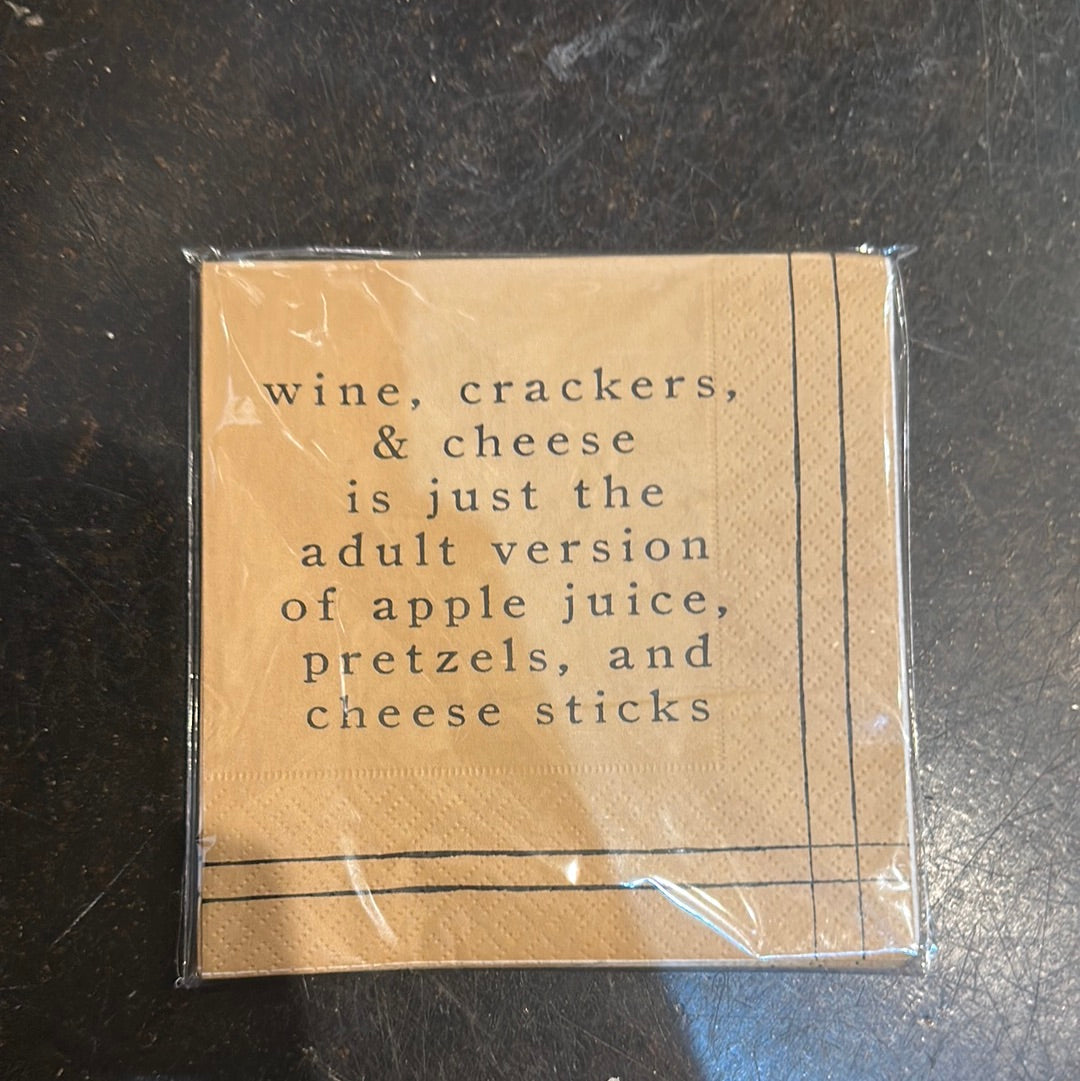 wine, crackers,
& cheese
is just the
adult version
of apple juice,
pretzels, and
cheese sticks